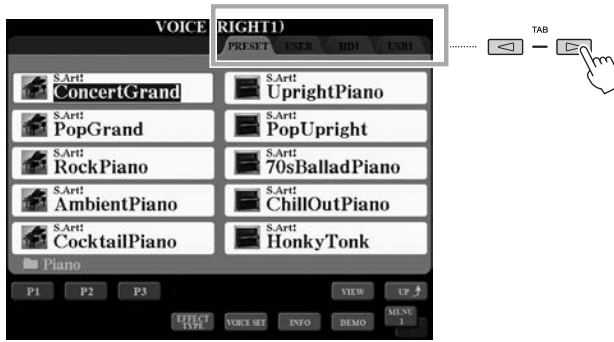 VOICE (RIGHT1)
PRESET USER HD1 USB1
TAB
S.Art!
ConcertGrand
S.Art!
UprightPiano
S.Art!
PopGrand
S.Art!
PopUpright
S.Art!
RockPiano
S.Art!
70sBalladPiano
S.Art!
AmbientPiano
S.Art!
ChillOutPiano
S.Art!
CocktailPiano
S.Art!
HonkyTonk
Piano
P1 P2 P3 VIEW UP
EFFECT TYPE VOICE SET INFO DEMO MENU 1